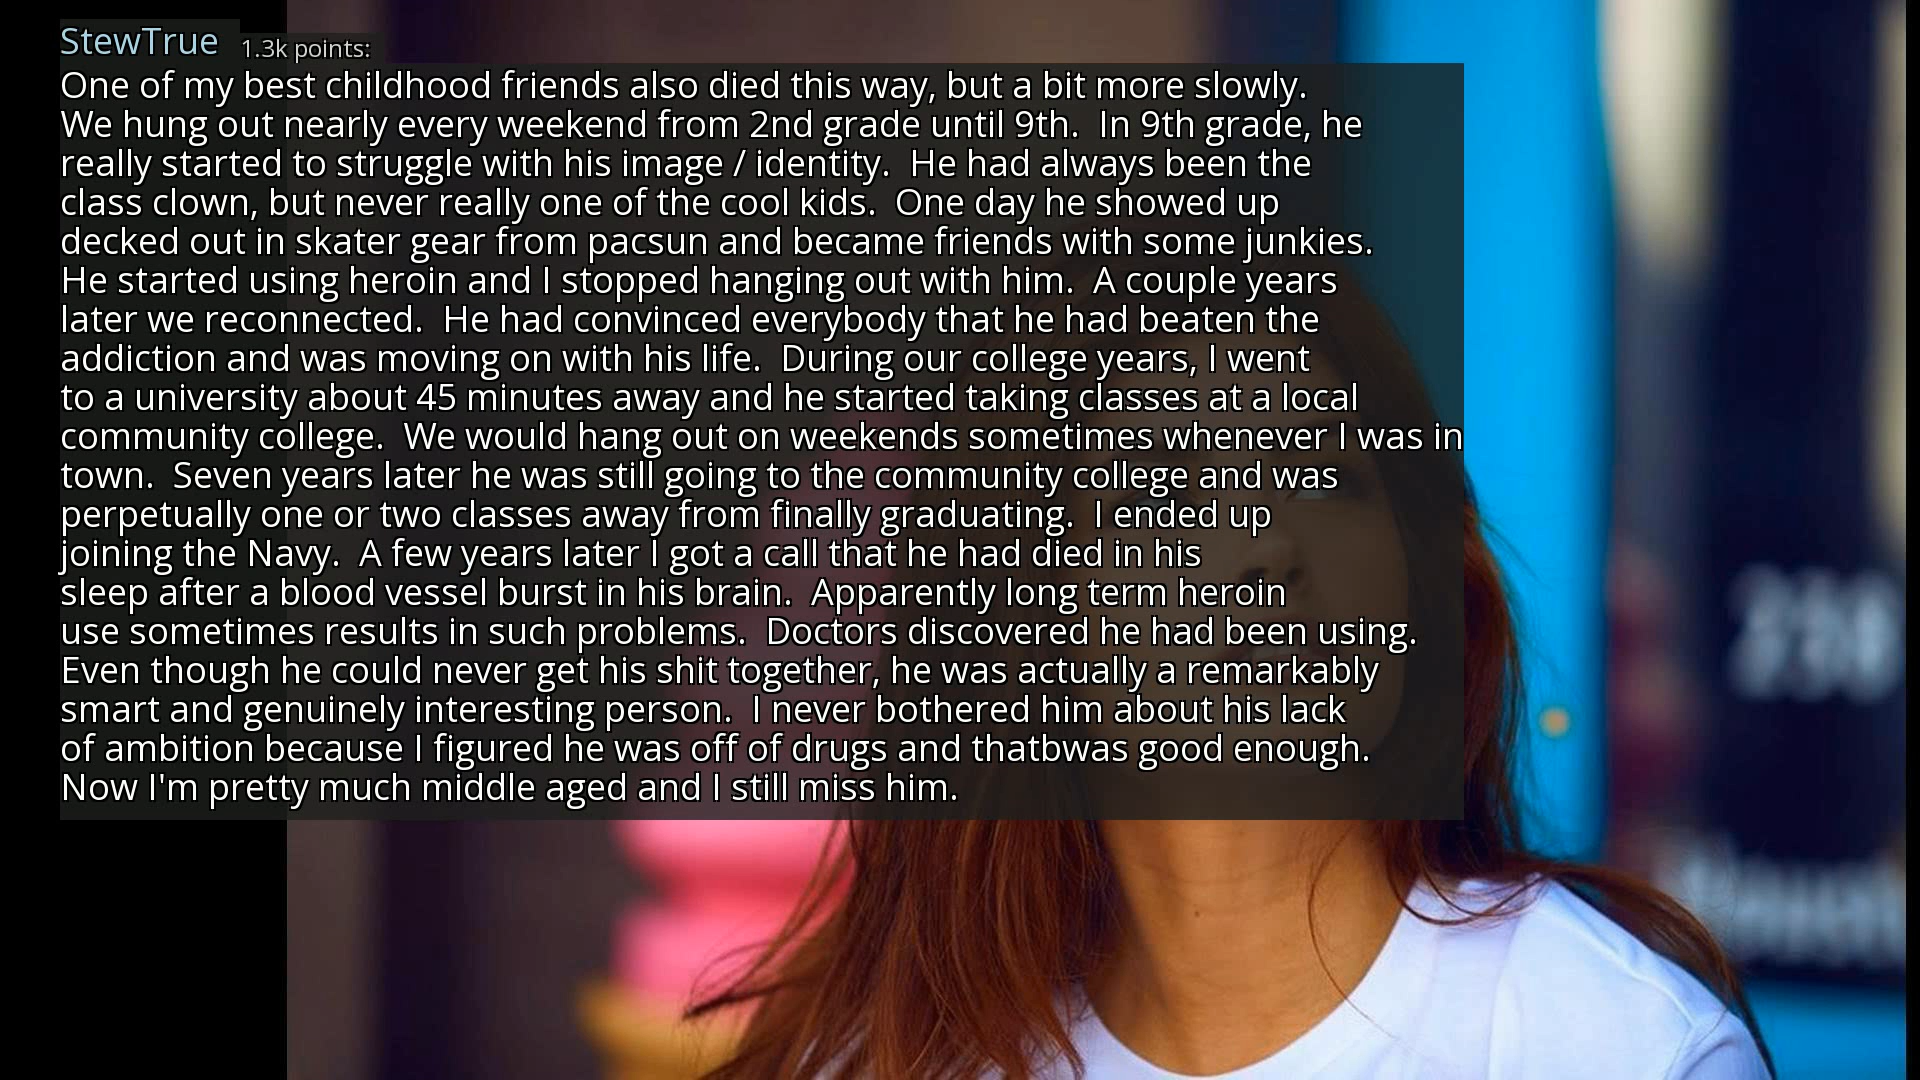 StewTrue 1.3k points:
One of my best childhood friends also died this way, but a bit more slowly.
We hung out nearly every weekend from 2nd grade until 9th.  In 9th grade, he
really started to struggle with his image / identity.  He had always been the
class clown, but never really one of the cool kids.  One day he showed up
decked out in skater gear from pacsun and became friends with some junkies.
He started using heroin and I stopped hanging out with him.  A couple years
later we reconnected.  He had convinced everybody that he had beaten the
addiction and was moving on with his life.  During our college years, I went
to a university about 45 minutes away and he started taking classes at a local
community college.  We would hang out on weekends sometimes whenever I was in
town.  Seven years later he was still going to the community college and was
perpetually one or two classes away from finally graduating.  I ended up
joining the Navy.  A few years later I got a call that he had died in his
sleep after a blood vessel burst in his brain.  Apparently long term heroin
use sometimes results in such problems.  Doctors discovered he had been using.
Even though he could never get his shit together, he was actually a remarkably
smart and genuinely interesting person.  I never bothered him about his lack
of ambition because I figured he was off of drugs and thatbwas good enough.
Now I'm pretty much middle aged and I still miss him.